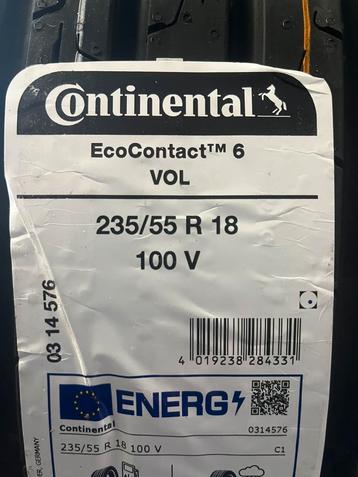 Continental
EcoContact™ 6
VOL
235/55 R 18
100 V
03 14 576
4 019238 284331
ENERG
Continental
0314576
235/55 R 18 100 V
C1
GERMANY